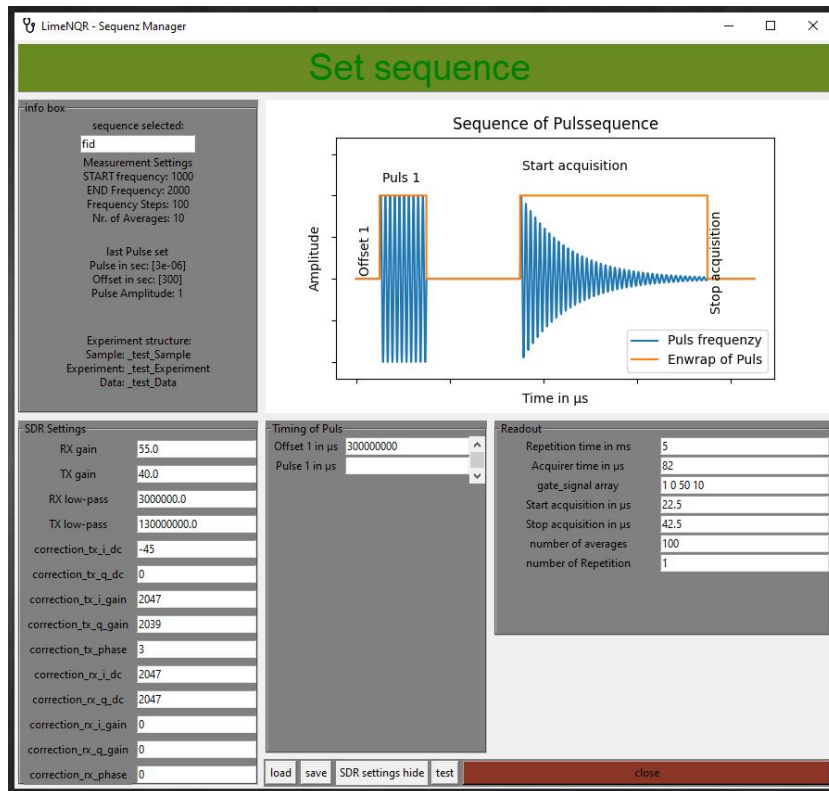 LimeNQR - Sequenz Manager
Set sequence
info box
sequence selected:
fid
Measurement Settings
START frequency: 1000
END Frequency: 2000
Frequency Steps: 100
Nr. of Averages: 10
last Pulse set
Pulse in sec: [3e-06]
Offset in sec: [300]
Pulse Amplitude: 1
Experiment structure:
Sample: _test_Sample
Experiment: _test_Experiment
Data: _test_Data
Sequence of Pulssequence
Start acquisition
Puls 1
Offset 1
Stop acquisition
Amplitude
Puls frequenzy
Enwrap of Puls
Time in µs
SDR Settings
RX gain 55.0
TX gain 40.0
RX low-pass 3000000.0
TX low-pass 130000000.0
correction_tx_i_dc -45
correction_tx_q_dc 0
correction_tx_i_gain 2047
correction_tx_q_gain 2039
correction_tx_phase 3
correction_rx_i_dc 2047
correction_rx_q_dc 2047
correction_rx_i_gain 0
correction_rx_q_gain 0
correction_rx_phase 0
Timing of Puls
Offset 1 in µs 300000000
Pulse 1 in µs
Readout
Repetition time in ms 5
Acquirer time in µs 82
gate_signal array 1 0 50 10
Start acquisition in µs 22.5
Stop acquisition in µs 42.5
number of averages 100
number of Repetition 1
load save SDR settings hide test close